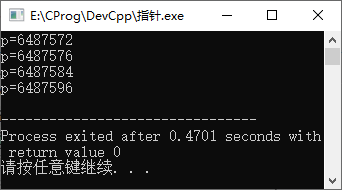 E:\CProg\DevCpp\指针.exe
p=6487572
p=6487576
p=6487584
p=6487596
--------------------------------
Process exited after 0.4701 seconds with
 return value 0
请按任意键继续. . .